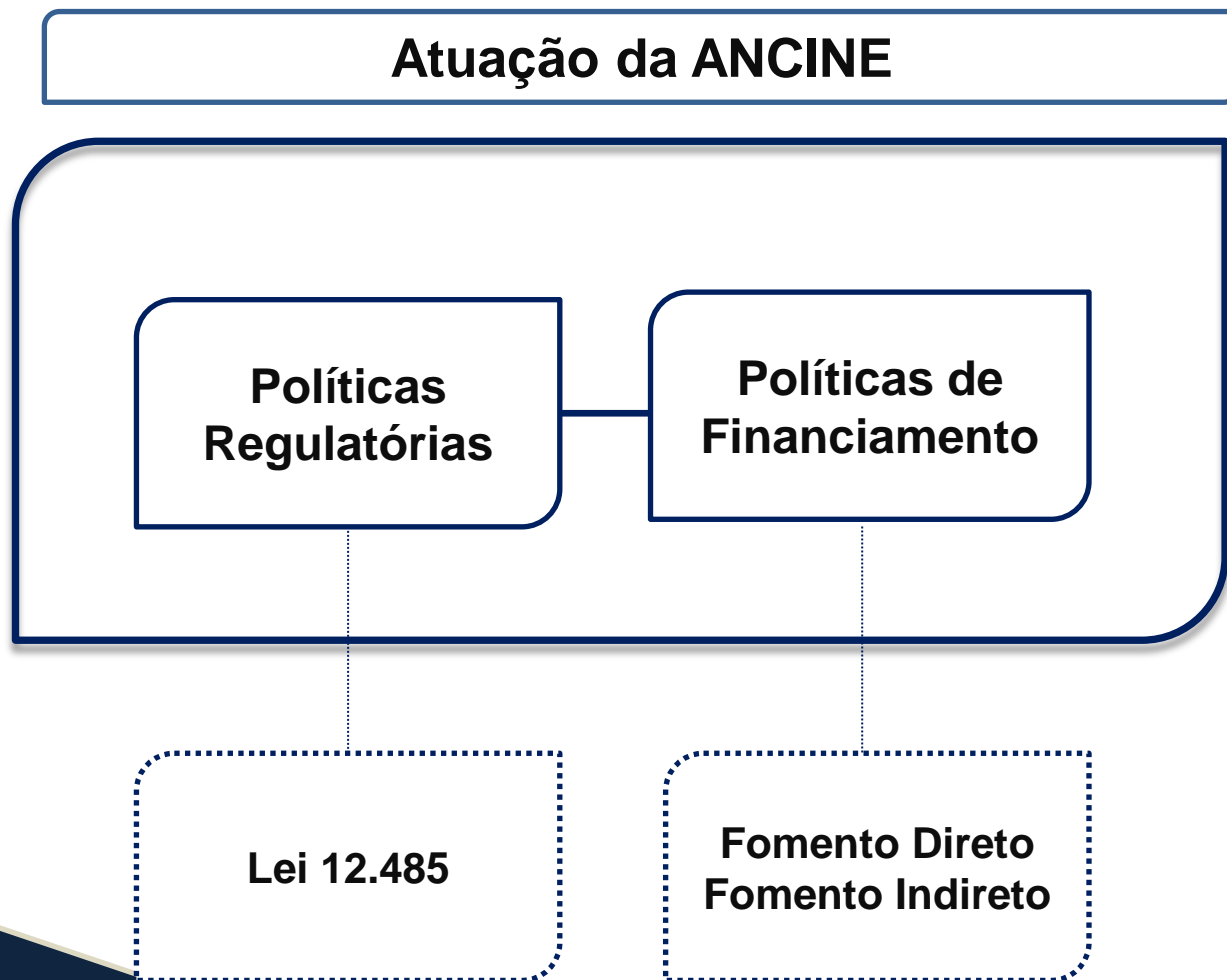 Atuação da ANCINE
Políticas
Regulatórias
Políticas de
Financiamento
Lei 12.485
Fomento Direto
Fomento Indireto